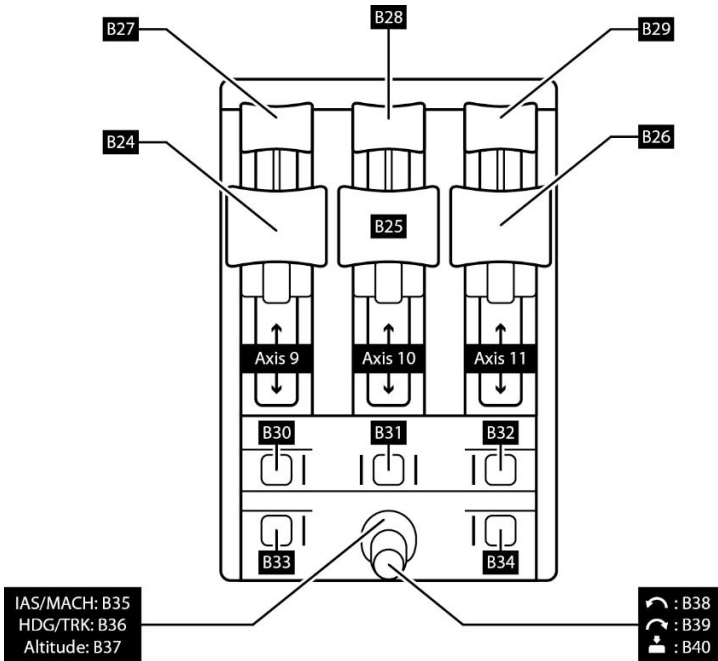 B28
B27
B29
B24
B26
B25
Axis 9
Axis 10
Axis 11
B30
B31
B32
B33
B34
IAS/MACH: B35
HDG/TRK: B36
Altitude: B37
: B38
: B39
: B40